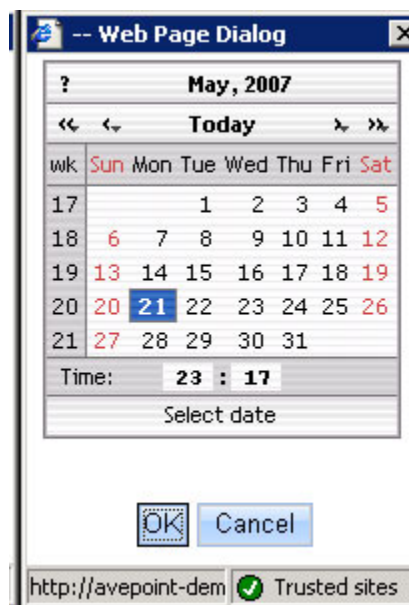 -- Web Page Dialog
? May, 2007
Today
wk Sun Mon Tue Wed Thu Fri Sat
17 1 2 3 4 5
18 6 7 8 9 10 11 12
19 13 14 15 16 17 18 19
20 20 21 22 23 24 25 26
21 27 28 29 30 31
Time: 23 : 17
Select date
OK Cancel
http://avepoint-dem Trusted sites